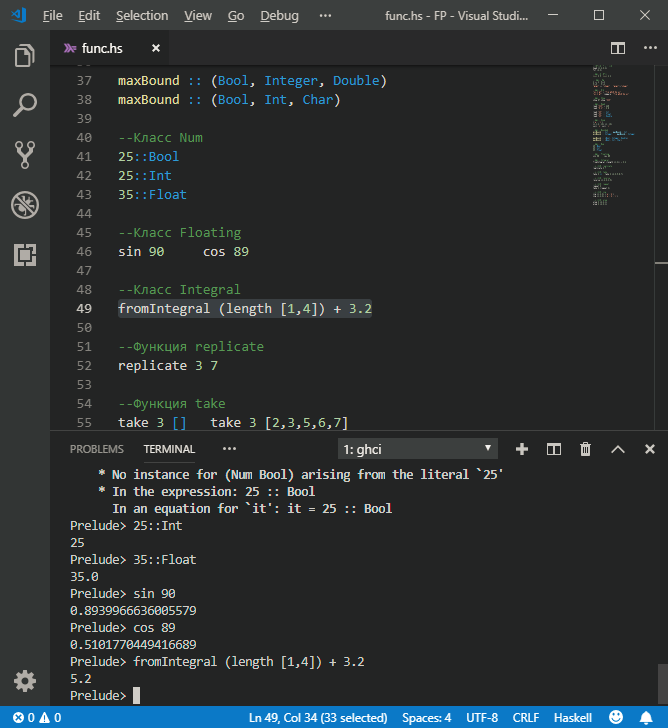 File Edit Selection View Go Debug ··· func.hs - FP - Visual Studi...
func.hs
37 maxBound :: (Bool, Integer, Double)
38 maxBound :: (Bool, Int, Char)
39
40 --Класс Num
41 25::Bool
42 25::Int
43 35::Float
44
45 --Класс Floating
46 sin 90     cos 89
47
48 --Класс Integral
49 fromIntegral (length [1,4]) + 3.2
50
51 --Функция replicate
52 replicate 3 7
53
54 --Функция take
55 take 3 []   take 3 [2,3,5,6,7]
PROBLEMS TERMINAL ··· 1: ghci
* No instance for (Num Bool) arising from the literal `25'
* In the expression: 25 :: Bool
In an equation for `it': it = 25 :: Bool
Prelude> 25::Int
25
Prelude> 35::Float
35.0
Prelude> sin 90
0.8939966636005579
Prelude> cos 89
0.5101770449416689
Prelude> fromIntegral (length [1,4]) + 3.2
5.2
Prelude>
0 0 Ln 49, Col 34 (33 selected) Spaces: 4 UTF-8 CRLF Haskell